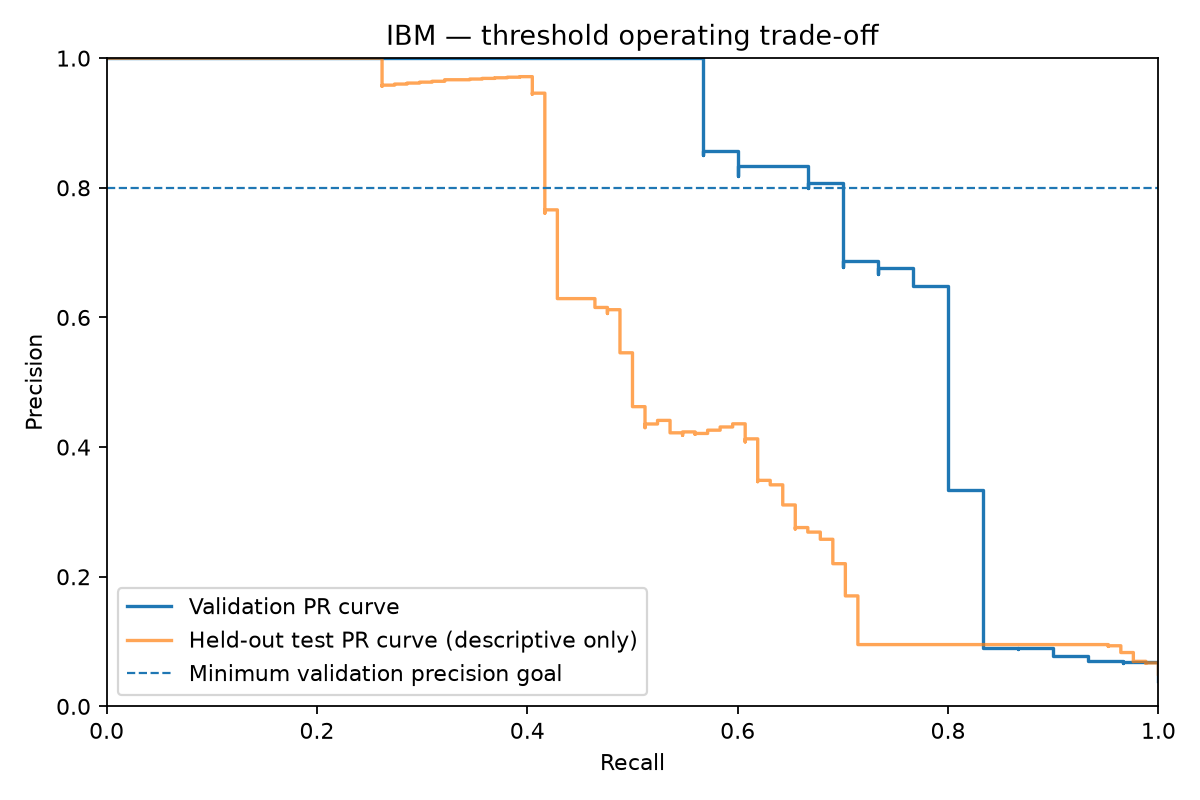 IBM — threshold operating trade-off
Precision
1.0
0.8
0.6
0.4
0.2
0.0
Validation PR curve
Held-out test PR curve (descriptive only)
Minimum validation precision goal
0.0 0.2 0.4 0.6 0.8 1.0
Recall